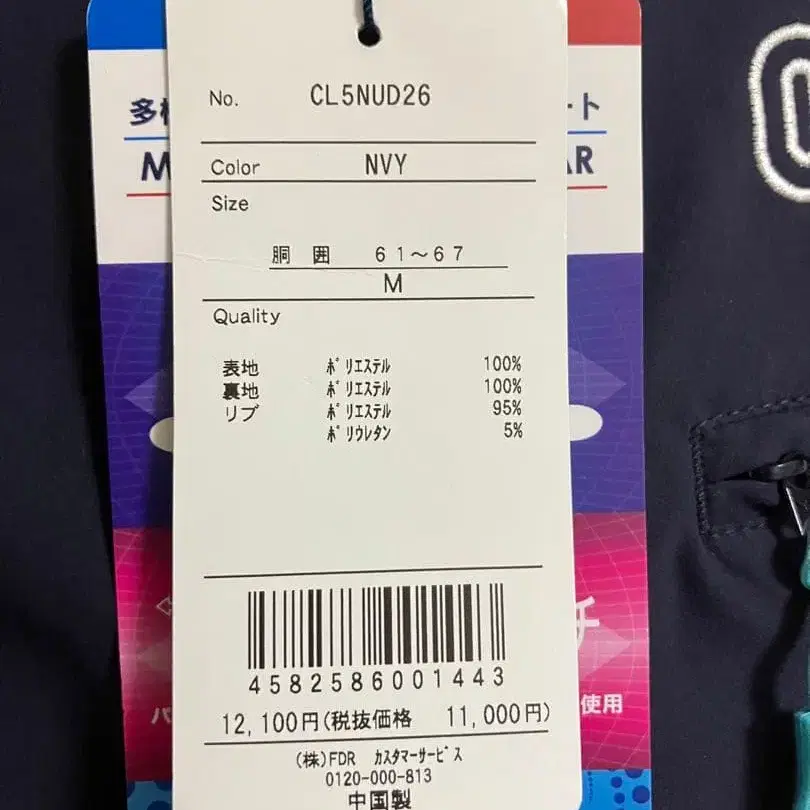 No. CL5NUD26
Color NVY
Size
胴 囲 61～67
M
Quality
表地 ポリエステル 100%
裏地 ポリエステル 100%
リブ ポリエステル 95%
ポリウレタン 5%
4582586001443
12,100円(税抜価格 11,000円)
(株)FDR カスタマーサービス
0120-000-813
中国製
使用